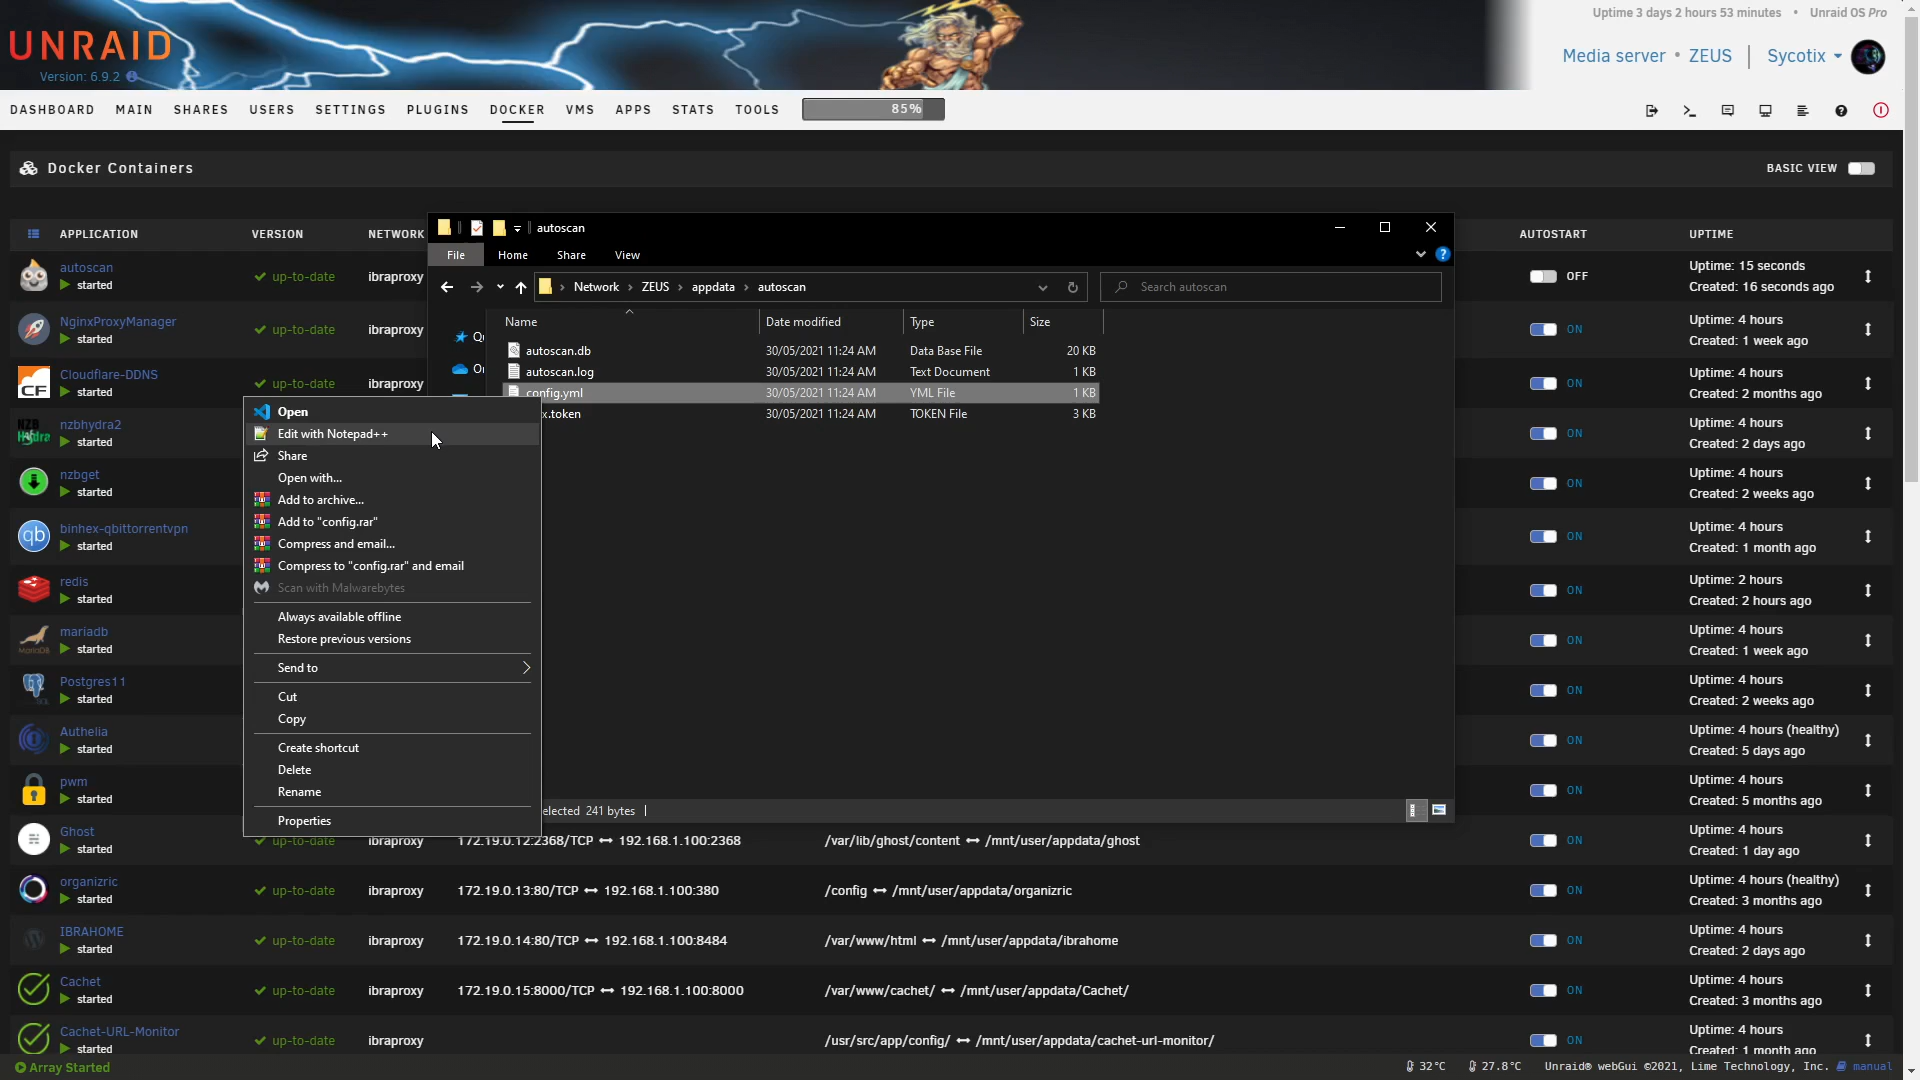 Uptime 3 days 2 hours 53 minutes • Unraid OS Pro
UNRAID
Version: 6.9.2
Media server • ZEUS
Sycotix
DASHBOARD MAIN SHARES USERS SETTINGS PLUGINS DOCKER VMS APPS STATS TOOLS 85%
Docker Containers
BASIC VIEW
APPLICATION VERSION NETWORK AUTOSTART UPTIME
autoscan
File Home Share View
Network › ZEUS › appdata › autoscan
Search autoscan
Name Date modified Type Size
autoscan.db 30/05/2021 11:24 AM Data Base File 20 KB
autoscan.log 30/05/2021 11:24 AM Text Document 1 KB
config.yml 30/05/2021 11:24 AM YML File 1 KB
x.token 30/05/2021 11:24 AM TOKEN File 3 KB
elected 241 bytes
Open
Edit with Notepad++
Share
Open with...
Add to archive...
Add to "config.rar"
Compress and email...
Compress to "config.rar" and email
Scan with Malwarebytes
Always available offline
Restore previous versions
Send to
Cut
Copy
Create shortcut
Delete
Rename
Properties
autoscan
started
up-to-date
ibraproxy
OFF
Uptime: 15 seconds
Created: 16 seconds ago
NginxProxyManager
started
up-to-date
ibraproxy
ON
Uptime: 4 hours
Created: 1 week ago
CF
Cloudflare-DDNS
started
up-to-date
ibraproxy
ON
Uptime: 4 hours
Created: 2 months ago
NZB
Hydra
nzbhydra2
started
ON
Uptime: 4 hours
Created: 2 days ago
nzbget
started
ON
Uptime: 4 hours
Created: 2 weeks ago
qb
binhex-qbittorrentvpn
started
ON
Uptime: 4 hours
Created: 1 month ago
redis
started
ON
Uptime: 2 hours
Created: 2 hours ago
MariaDB
mariadb
started
ON
Uptime: 4 hours
Created: 1 week ago
Postgres11
started
ON
Uptime: 4 hours
Created: 2 weeks ago
Authelia
started
ON
Uptime: 4 hours (healthy)
Created: 5 days ago
pwm
started
ON
Uptime: 4 hours
Created: 5 months ago
Ghost
started
up-to-date
ibraproxy
172.19.0.12:2368/TCP ↔ 192.168.1.100:2368
/var/lib/ghost/content ↔ /mnt/user/appdata/ghost
ON
Uptime: 4 hours
Created: 1 day ago
organizric
started
up-to-date
ibraproxy
172.19.0.13:80/TCP ↔ 192.168.1.100:380
/config ↔ /mnt/user/appdata/organizric
ON
Uptime: 4 hours (healthy)
Created: 3 months ago
IBRAHOME
started
up-to-date
ibraproxy
172.19.0.14:80/TCP ↔ 192.168.1.100:8484
/var/www/html ↔ /mnt/user/appdata/ibrahome
ON
Uptime: 4 hours
Created: 2 days ago
Cachet
started
up-to-date
ibraproxy
172.19.0.15:8000/TCP ↔ 192.168.1.100:8000
/var/www/cachet/ ↔ /mnt/user/appdata/Cachet/
ON
Uptime: 4 hours
Created: 3 months ago
Cachet-URL-Monitor
started
up-to-date
ibraproxy
/usr/src/app/config/ ↔ /mnt/user/appdata/cachet-url-monitor/
ON
Uptime: 4 hours
Created: 1 month ago
Array Started
32°C 27.8°C Unraid® webGui ©2021, Lime Technology, Inc. manual